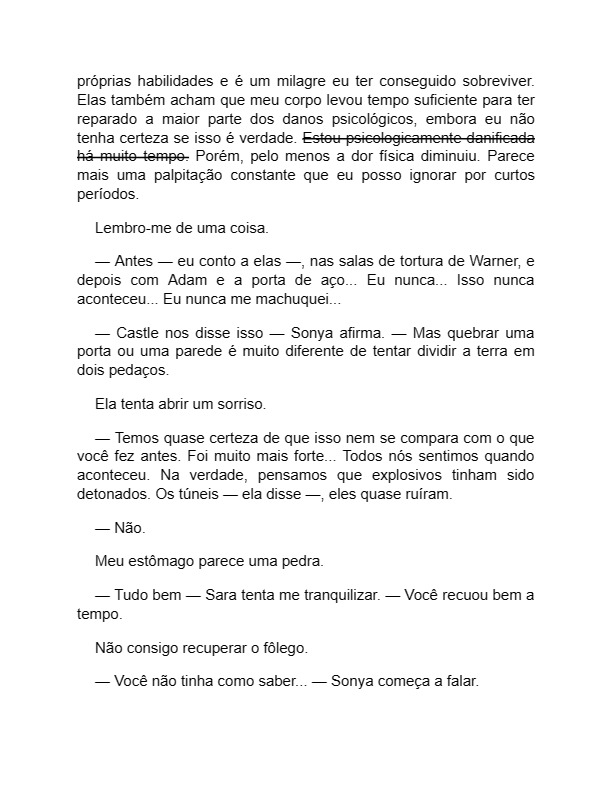 próprias habilidades e é um milagre eu ter conseguido sobreviver.
Elas também acham que meu corpo levou tempo suficiente para ter
reparado a maior parte dos danos psicológicos, embora eu não
tenha certeza se isso é verdade. Estou psicologicamente danificada
há muito tempo. Porém, pelo menos a dor física diminuiu. Parece
mais uma palpitação constante que eu posso ignorar por curtos
períodos.
Lembro-me de uma coisa.
— Antes — eu conto a elas —, nas salas de tortura de Warner, e
depois com Adam e a porta de aço... Eu nunca... Isso nunca
aconteceu... Eu nunca me machuquei...
— Castle nos disse isso — Sonya afirma. — Mas quebrar uma
porta ou uma parede é muito diferente de tentar dividir a terra em
dois pedaços.
Ela tenta abrir um sorriso.
— Temos quase certeza de que isso nem se compara com o que
você fez antes. Foi muito mais forte... Todos nós sentimos quando
aconteceu. Na verdade, pensamos que explosivos tinham sido
detonados. Os túneis — ela disse —, eles quase ruíram.
— Não.
Meu estômago parece uma pedra.
— Tudo bem — Sara tenta me tranquilizar. — Você recuou bem a
tempo.
Não consigo recuperar o fôlego.
— Você não tinha como saber... — Sonya começa a falar.